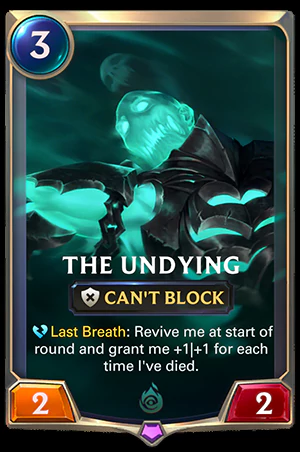 3
THE UNDYING
CAN'T BLOCK
Last Breath: Revive me at start of
round and grant me +1|+1 for each
time I've died.
2 2